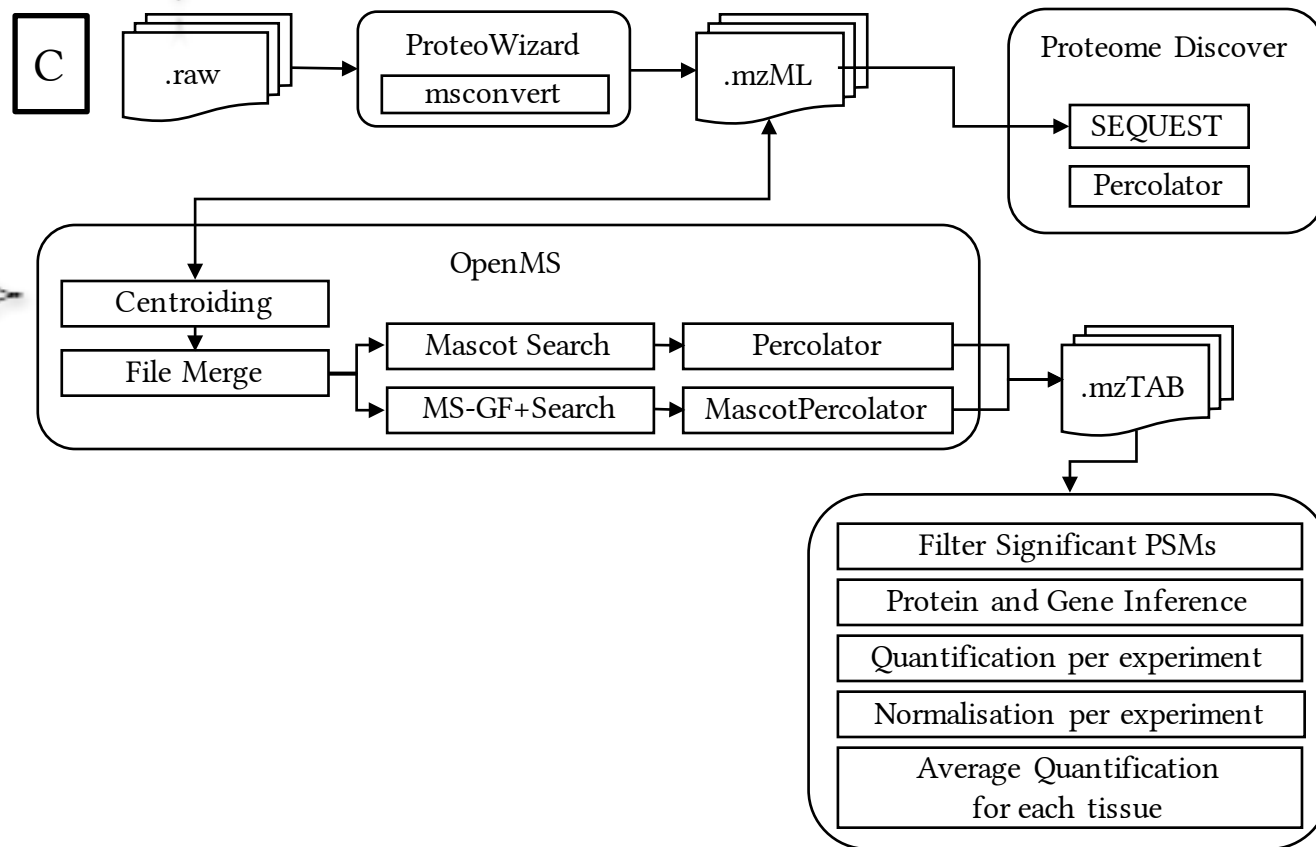 C
.raw
ProteoWizard
msconvert
.mzML
Proteome Discover
SEQUEST
Percolator
OpenMS
Centroiding
File Merge
Mascot Search
Percolator
MS-GF+Search
MascotPercolator
.mzTAB
Filter Significant PSMs
Protein and Gene Inference
Quantification per experiment
Normalisation per experiment
Average Quantification
for each tissue